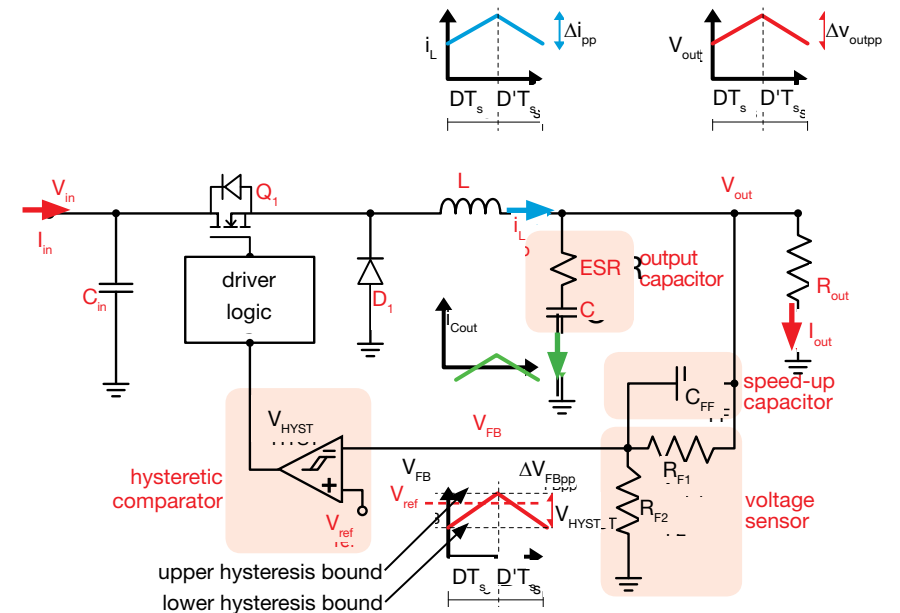 i_L
Δi_pp
DT_s D'T_s
V_out
Δv_outpp
DT_s D'T_s
V_in
I_in
Q_1
L
i_L
V_out
driver
logic
C_in
D_1
ESR
output
capacitor
C
i_Cout
R_out
I_out
speed-up
capacitor
C_FF
V_HYST
V_FB
hysteretic
comparator
V_ref
V_FB
ΔV_FBpp
V_ref
V_HYST
R_F1
R_F2
voltage
sensor
upper hysteresis bound
lower hysteresis bound
DT_s D'T_s